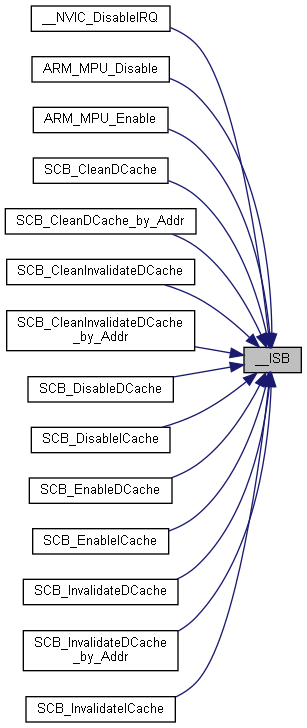 __NVIC_DisableIRQ
ARM_MPU_Disable
ARM_MPU_Enable
SCB_CleanDCache
SCB_CleanDCache_by_Addr
SCB_CleanInvalidateDCache
SCB_CleanInvalidateDCache
_by_Addr
__ISB
SCB_DisableDCache
SCB_DisableICache
SCB_EnableDCache
SCB_EnableICache
SCB_InvalidateDCache
SCB_InvalidateDCache
_by_Addr
SCB_InvalidateICache